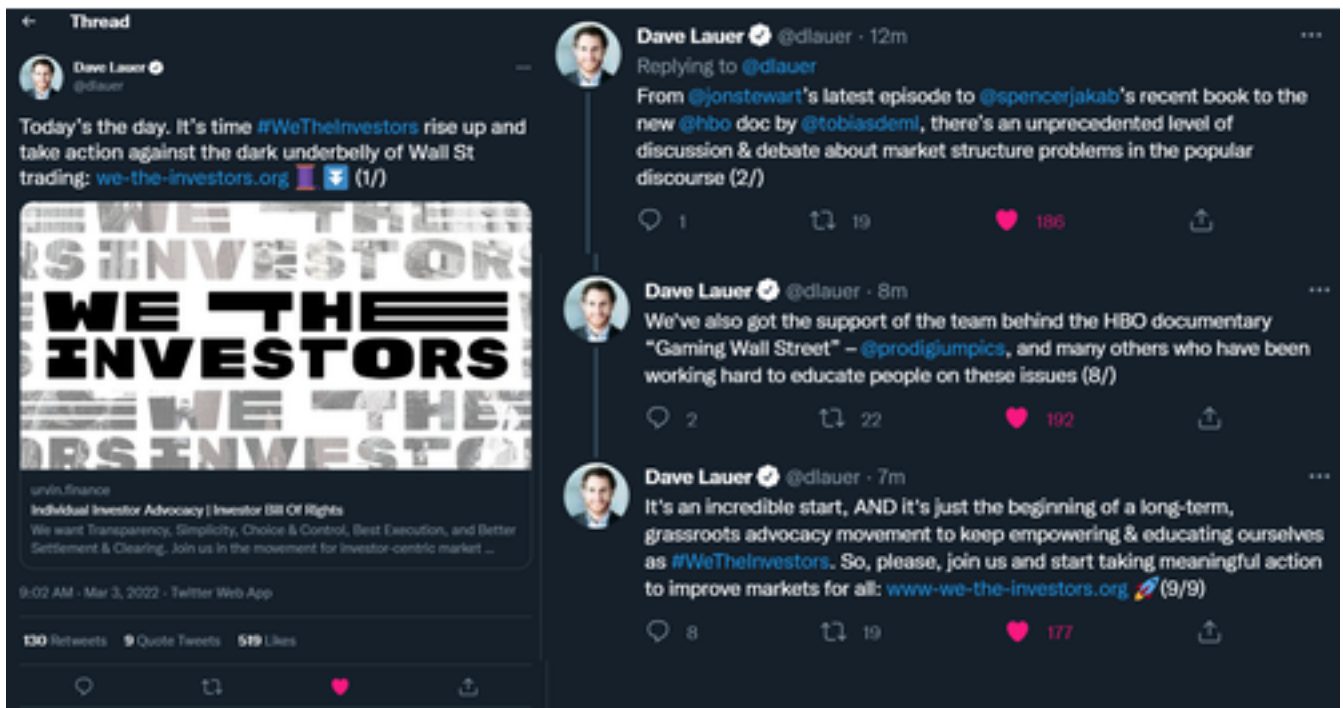 Thread
Dave Lauer
@dlauer
Today's the day. It's time #WeTheInvestors rise up and
take action against the dark underbelly of Wall St
trading: we-the-investors.org 🧵 ⏬ (1/)
WE THE
RS INVESTORS
WE THE
INVESTORS
WE THE
ORS INVESTO
urvin.finance
Individual Investor Advocacy | Investor Bill Of Rights
We want Transparency, Simplicity, Choice & Control, Best Execution, and Better
Settlement & Clearing. Join us in the movement for investor-centric market ...
9:02 AM · Mar 3, 2022 · Twitter Web App
130 Retweets 9 Quote Tweets 519 Likes
Dave Lauer @dlauer · 12m
Replying to @dlauer
From @jonstewart's latest episode to @spencerjakab's recent book to the
new @hbo doc by @tobiasdeml, there's an unprecedented level of
discussion & debate about market structure problems in the popular
discourse (2/)
1 19 186
Dave Lauer @dlauer · 8m
We've also got the support of the team behind the HBO documentary
“Gaming Wall Street” – @prodigiumpics, and many others who have been
working hard to educate people on these issues (8/)
2 22 192
Dave Lauer @dlauer · 7m
It's an incredible start, AND it's just the beginning of a long-term,
grassroots advocacy movement to keep empowering & educating ourselves
as #WeTheInvestors. So, please, join us and start taking meaningful action
to improve markets for all: www-we-the-investors.org 🚀 (9/9)
8 19 177